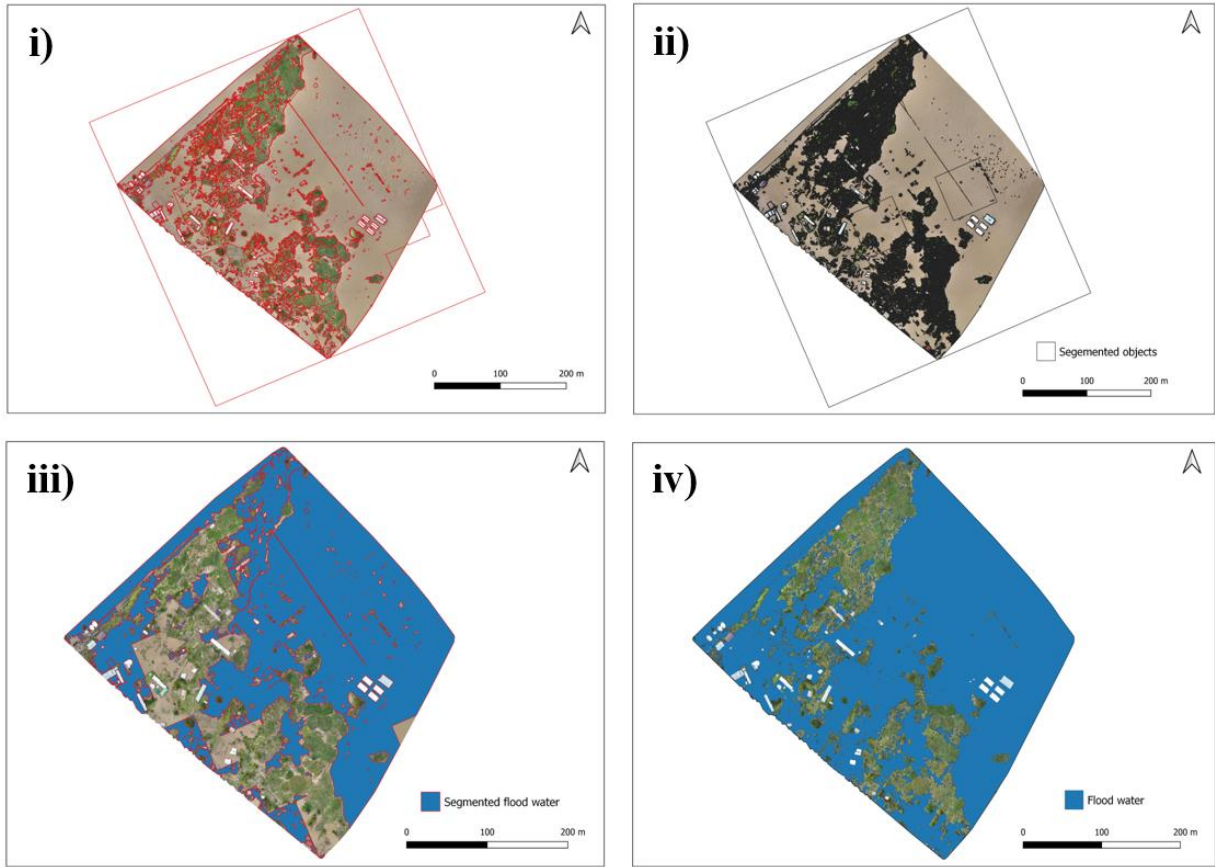 i)
0 100 200 m
ii)
Segemented objects
0 100 200 m
iii)
Segmented flood water
0 100 200 m
iv)
Flood water
0 100 200 m